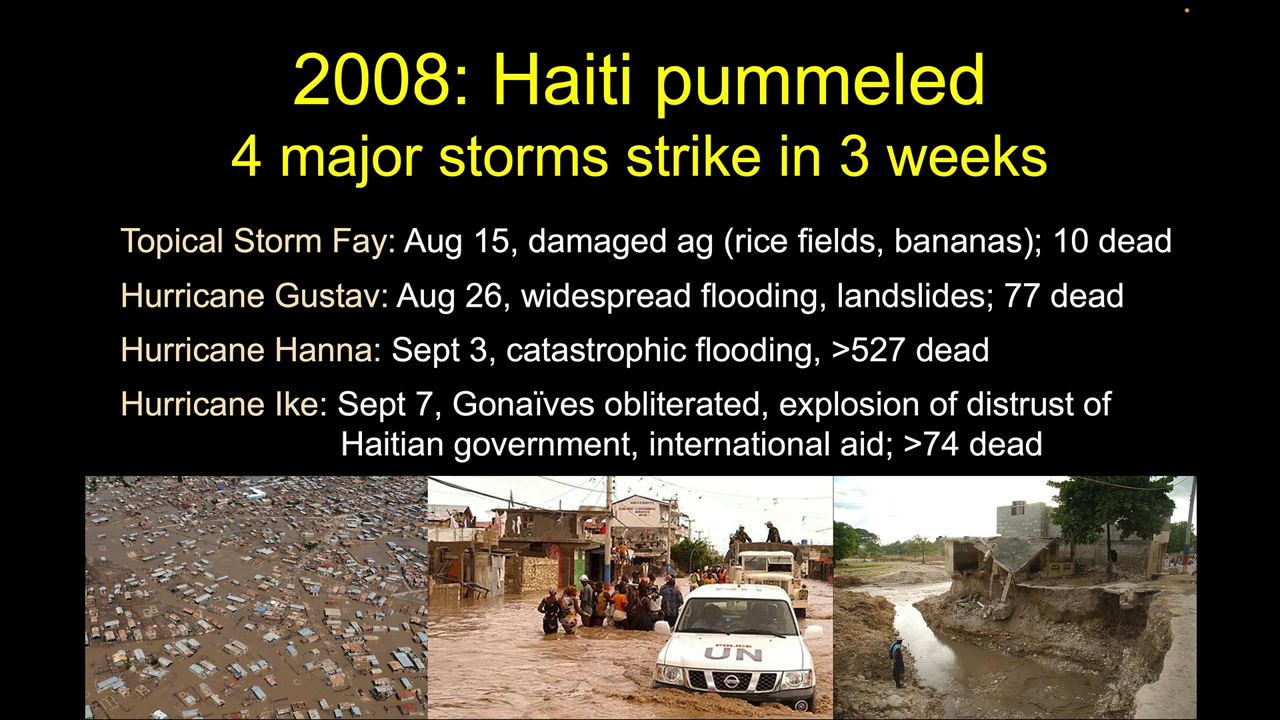 2008: Haiti pummeled
4 major storms strike in 3 weeks
Topical Storm Fay: Aug 15, damaged ag (rice fields, bananas); 10 dead
Hurricane Gustav: Aug 26, widespread flooding, landslides; 77 dead
Hurricane Hanna: Sept 3, catastrophic flooding, >527 dead
Hurricane Ike: Sept 7, Gonaïves obliterated, explosion of distrust of
Haitian government, international aid; >74 dead
POLICE
UN